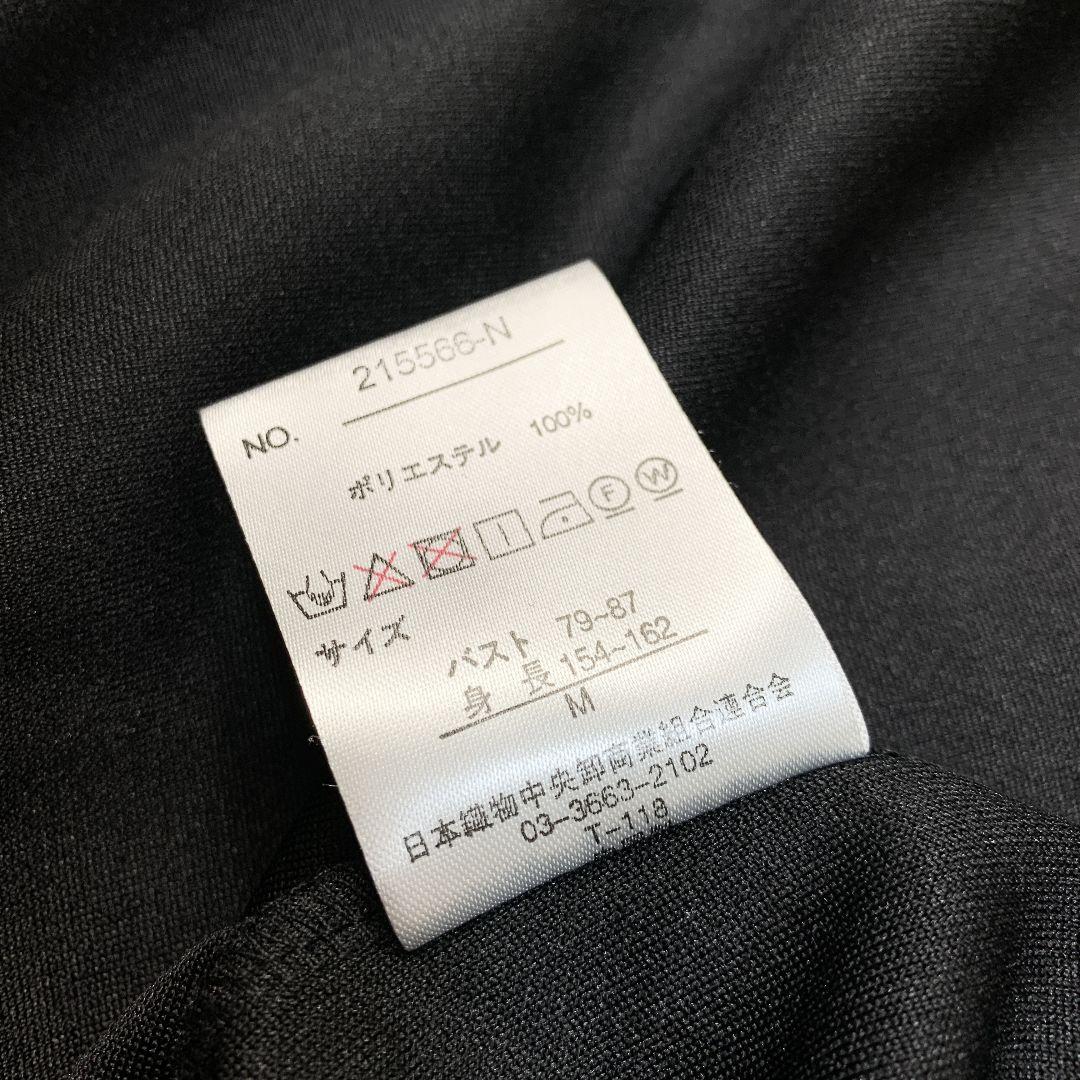 NO. 215566-N
ポリエステル 100%
F W
サイズ
バスト 79~87
身長 154~162
M
日本織物中央卸商業組合連合会
03-3663-2102
T-118